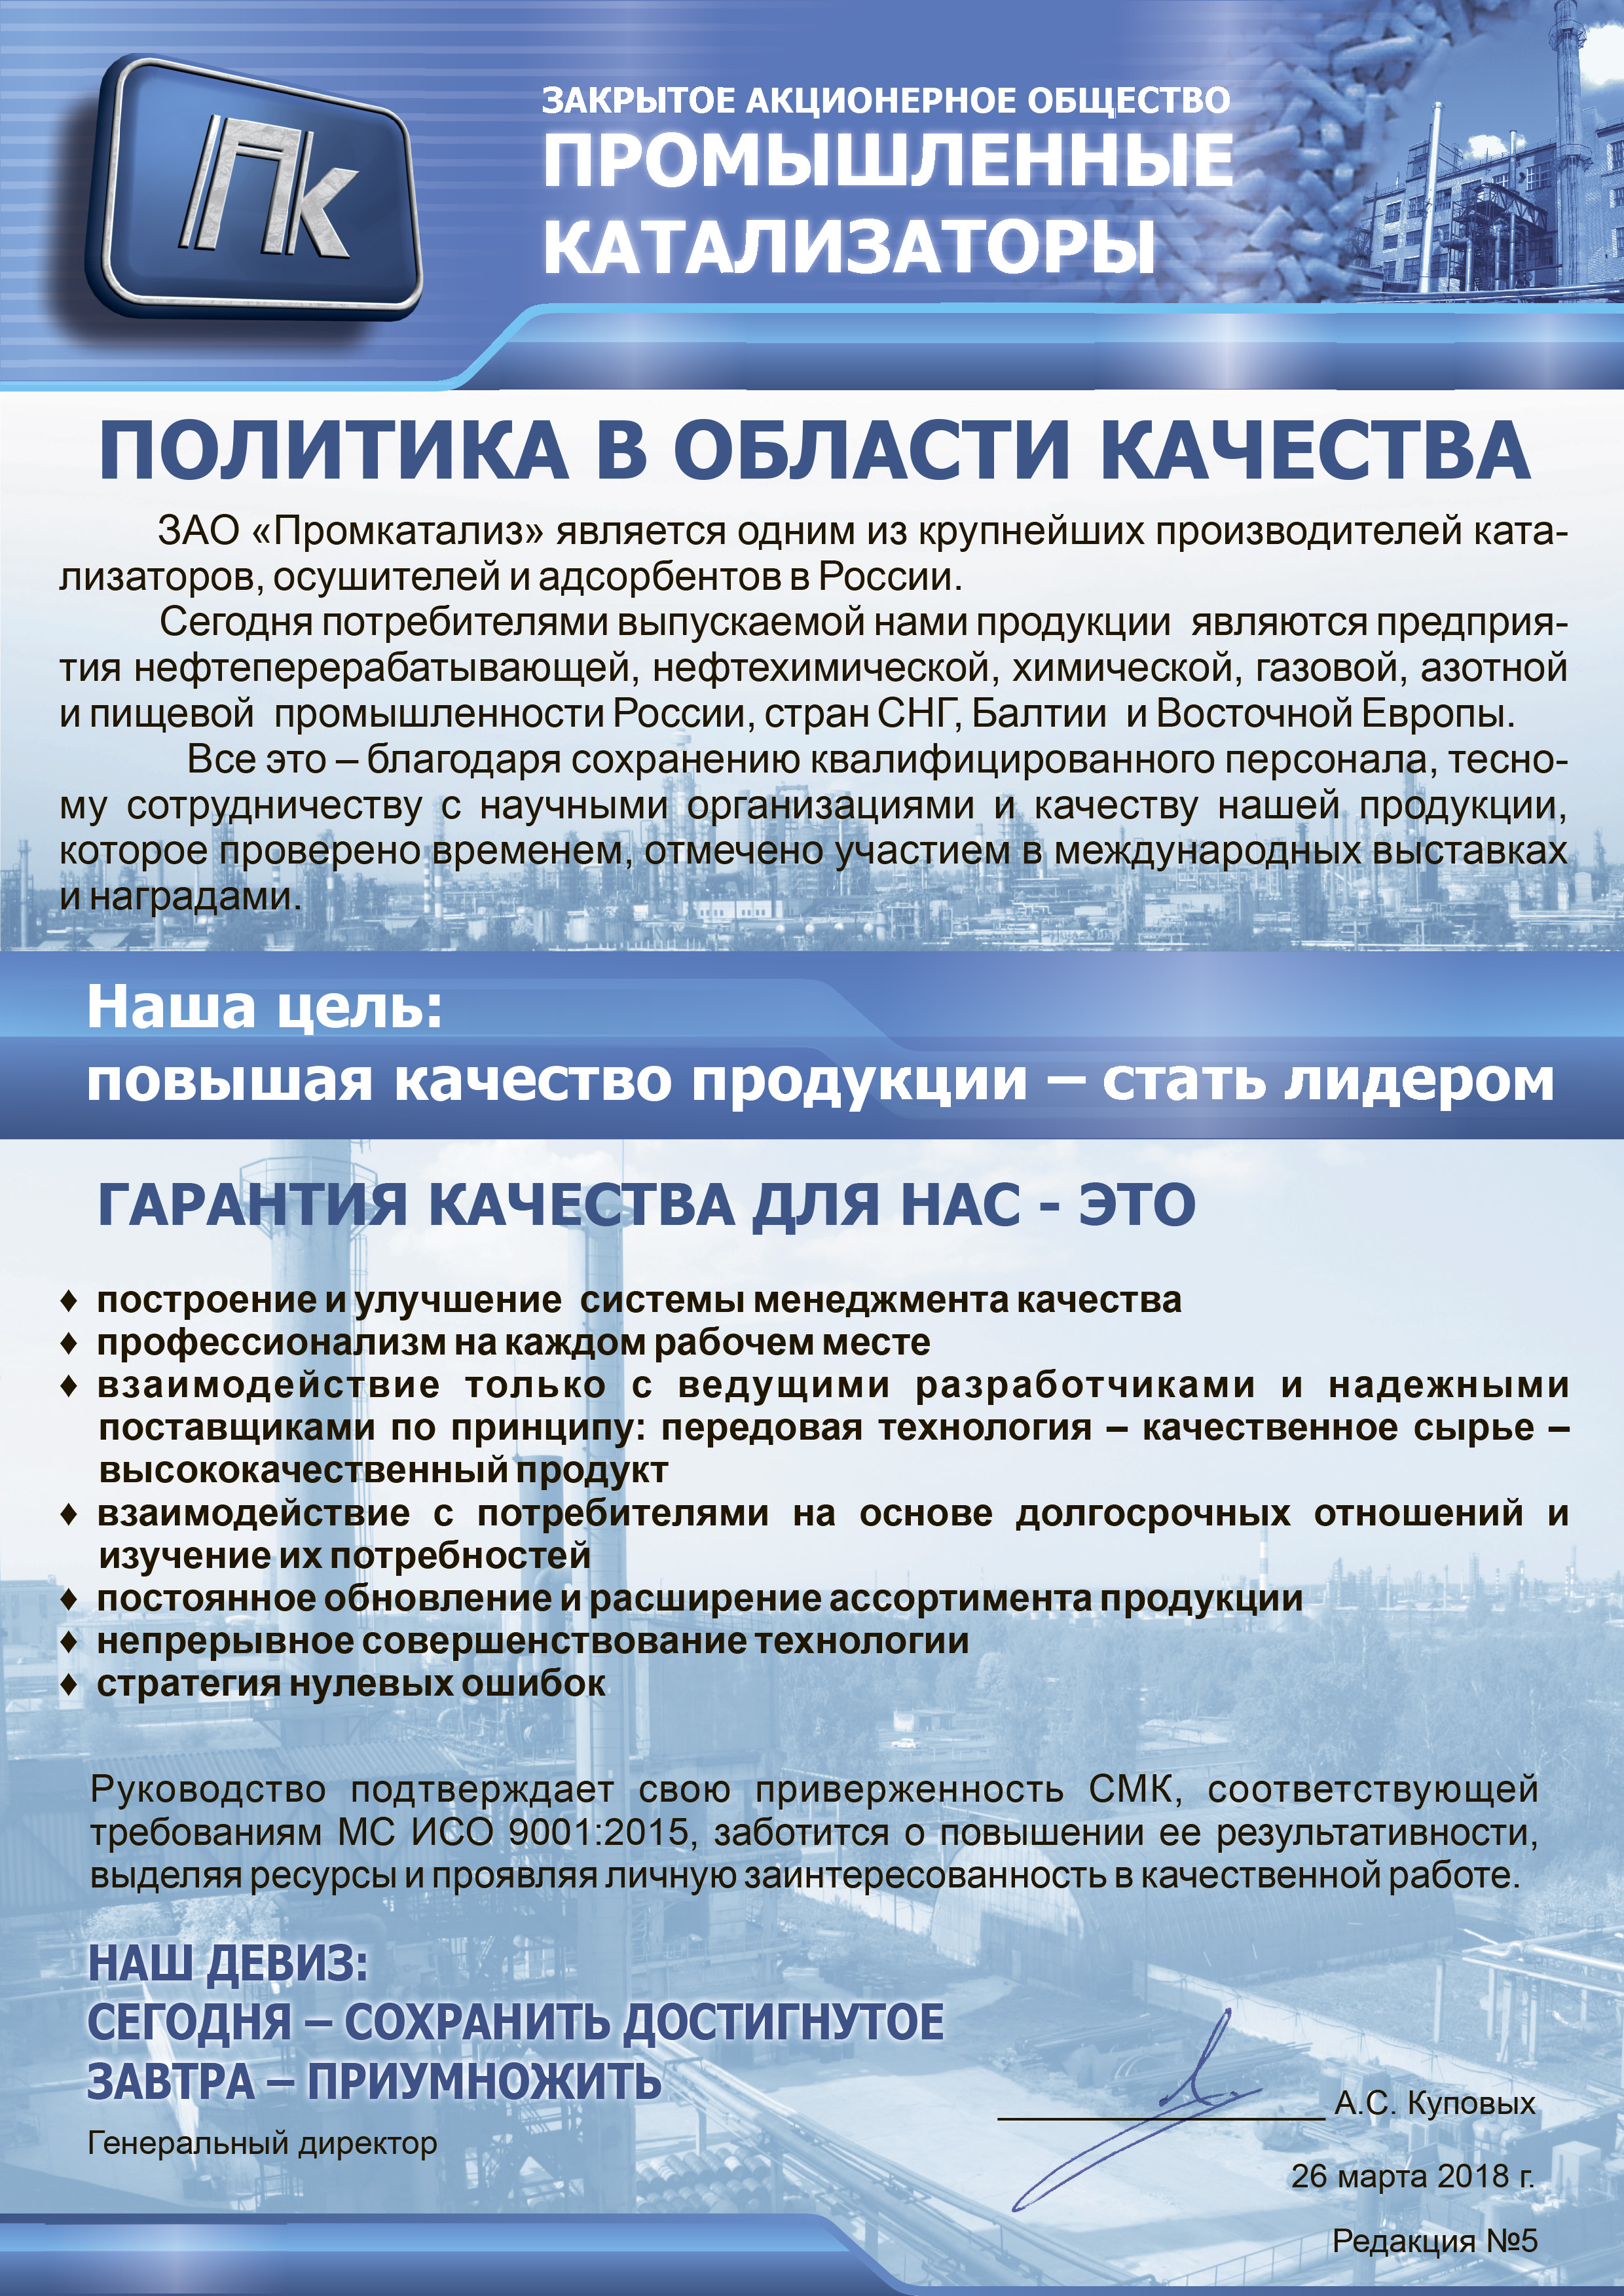 ПК
ЗАКРЫТОЕ АКЦИОНЕРНОЕ ОБЩЕСТВО
ПРОМЫШЛЕННЫЕ
КАТАЛИЗАТОРЫ
ПОЛИТИКА В ОБЛАСТИ КАЧЕСТВА
ЗАО «Промкатализ» является одним из крупнейших производителей ката-
лизаторов, осушителей и адсорбентов в России.
Сегодня потребителями выпускаемой нами продукции являются предприя-
тия нефтеперерабатывающей, нефтехимической, химической, газовой, азотной
и пищевой промышленности России, стран СНГ, Балтии и Восточной Европы.
Все это – благодаря сохранению квалифицированного персонала, тесно-
му сотрудничеству с научными организациями и качеству нашей продукции,
которое проверено временем, отмечено участием в международных выставках
и наградами.
Наша цель:
повышая качество продукции – стать лидером
ГАРАНТИЯ КАЧЕСТВА ДЛЯ НАС - ЭТО
♦ построение и улучшение системы менеджмента качества
♦ профессионализм на каждом рабочем месте
♦ взаимодействие только с ведущими разработчиками и надежными
поставщиками по принципу: передовая технология – качественное сырье –
высококачественный продукт
♦ взаимодействие с потребителями на основе долгосрочных отношений и
изучение их потребностей
♦ постоянное обновление и расширение ассортимента продукции
♦ непрерывное совершенствование технологии
♦ стратегия нулевых ошибок
Руководство подтверждает свою приверженность СМК, соответствующей
требованиям МС ИСО 9001:2015, заботится о повышении ее результативности,
выделяя ресурсы и проявляя личную заинтересованность в качественной работе.
НАШ ДЕВИЗ:
СЕГОДНЯ – СОХРАНИТЬ ДОСТИГНУТОЕ
ЗАВТРА – ПРИУМНОЖИТЬ
Генеральный директор
А.С. Куповых
26 марта 2018 г.
Редакция №5